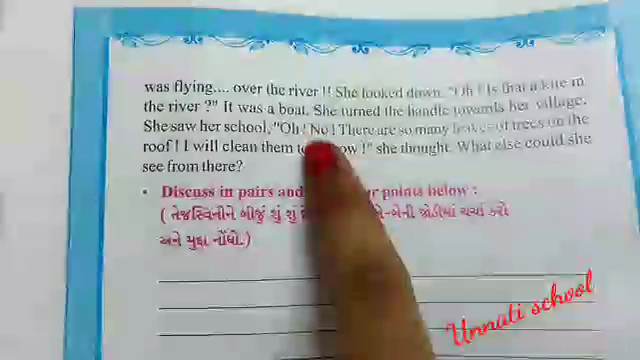 was flying.... over the river !! She looked down. "Oh ! Is that a kite in
the river ?" It was a boat. She turned the handle towards her village.
She saw her school, "Oh ! No ! There are so many leaves of trees on the
roof ! I will clean them !" she thought. What else could she
see from there?
• Discuss in pairs and points below :
( તેજસ્વિનીને બીજું શું શું જોડીમાં ચર્ચા કરો
અને મુદ્દા નોંધો.)
Unnati school